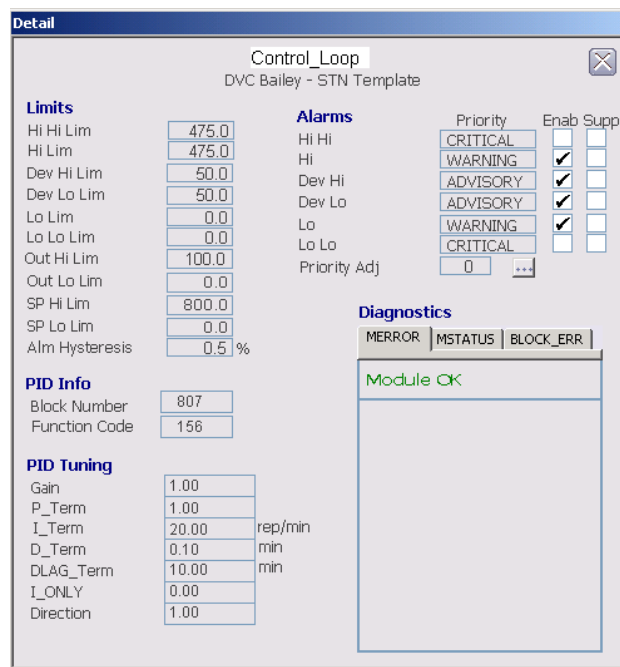 Detail
Control_Loop
DVC Bailey - STN Template
Limits
Hi Hi Lim 475.0
Hi Lim 475.0
Dev Hi Lim 50.0
Dev Lo Lim 50.0
Lo Lim 0.0
Lo Lo Lim 0.0
Out Hi Lim 100.0
Out Lo Lim 0.0
SP Hi Lim 800.0
SP Lo Lim 0.0
Alm Hysteresis 0.5 %
PID Info
Block Number 807
Function Code 156
PID Tuning
Gain 1.00
P_Term 1.00
I_Term 20.00 rep/min
D_Term 0.10 min
DLAG_Term 10.00 min
I_ONLY 0.00
Direction 1.00
Alarms Priority Enab Supp
Hi Hi CRITICAL
Hi WARNING
Dev Hi ADVISORY
Dev Lo ADVISORY
Lo WARNING
Lo Lo CRITICAL
Priority Adj 0 ...
Diagnostics
MERROR MSTATUS BLOCK_ERR
Module OK